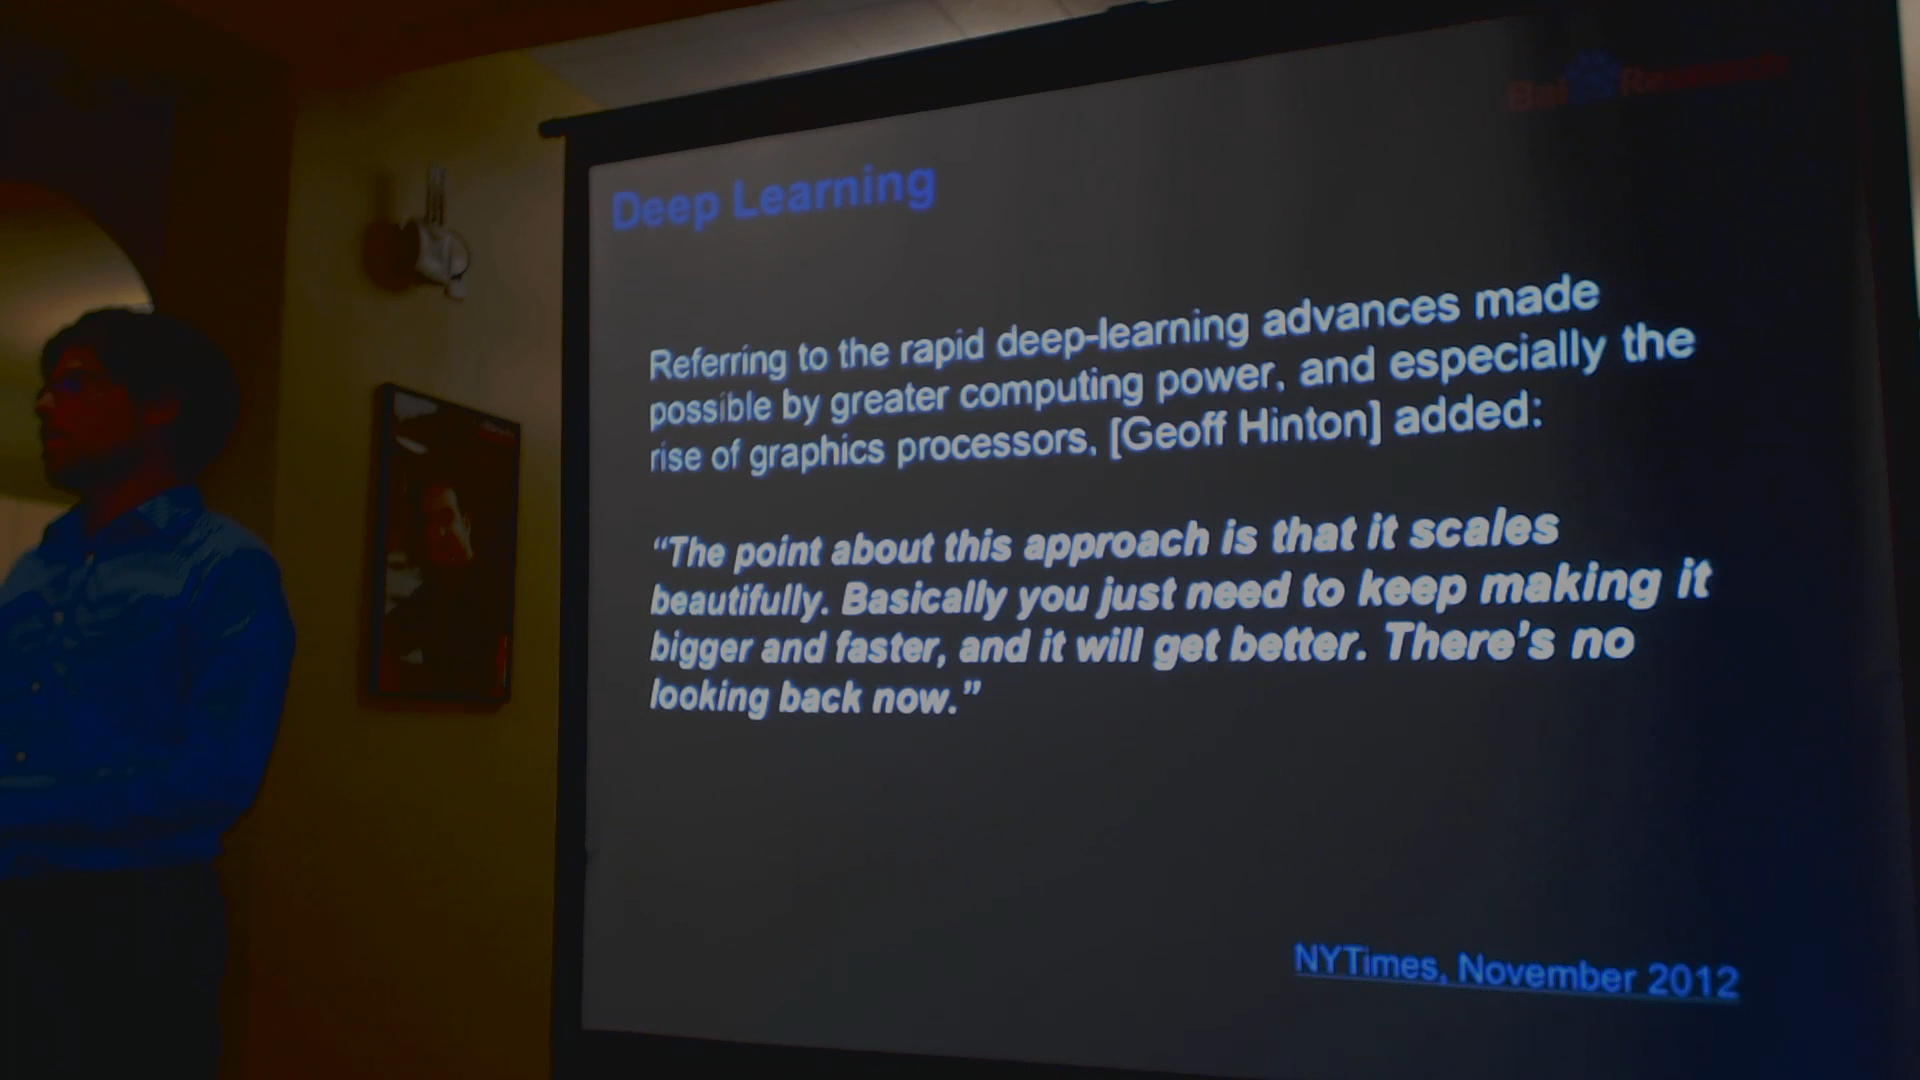 Bai Research
Deep Learning
Referring to the rapid deep-learning advances made
possible by greater computing power, and especially the
rise of graphics processors, [Geoff Hinton] added:
“The point about this approach is that it scales
beautifully. Basically you just need to keep making it
bigger and faster, and it will get better. There's no
looking back now.”
NYTimes, November 2012